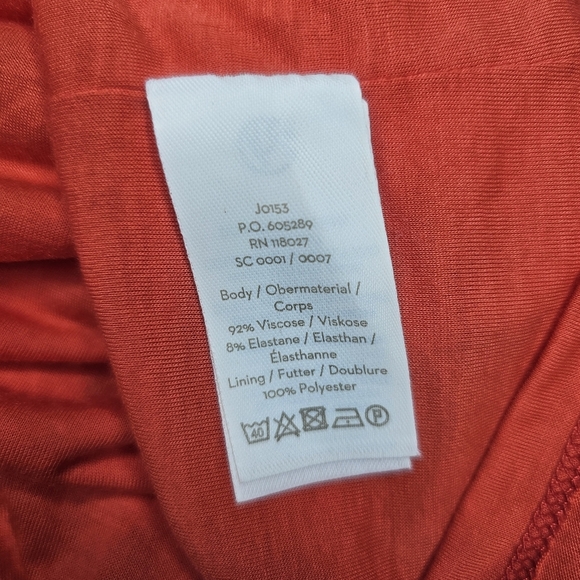 J0153
P.O. 605289
RN 118027
SC 0001 / 0007
Body / Obermaterial /
Corps
92% Viscose / Viskose
8% Elastane / Elasthan /
Élasthanne
Lining / Futter / Doublure
100% Polyester
40
P